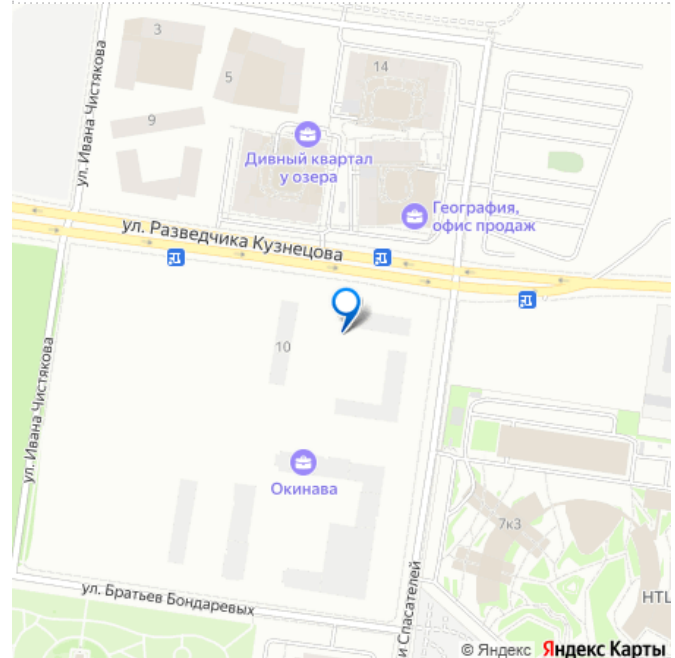 3
14
5
ул. Ивана Чистякова
9
Дивный квартал
у озера
География,
офис продаж
ул. Разведчика Кузнецова
10
ул. Ивана Чистякова
Окинава
7к3
ул. Братьев Бондаревых
и Спасателей
НТЦ
© Яндекс Яндекс Карты